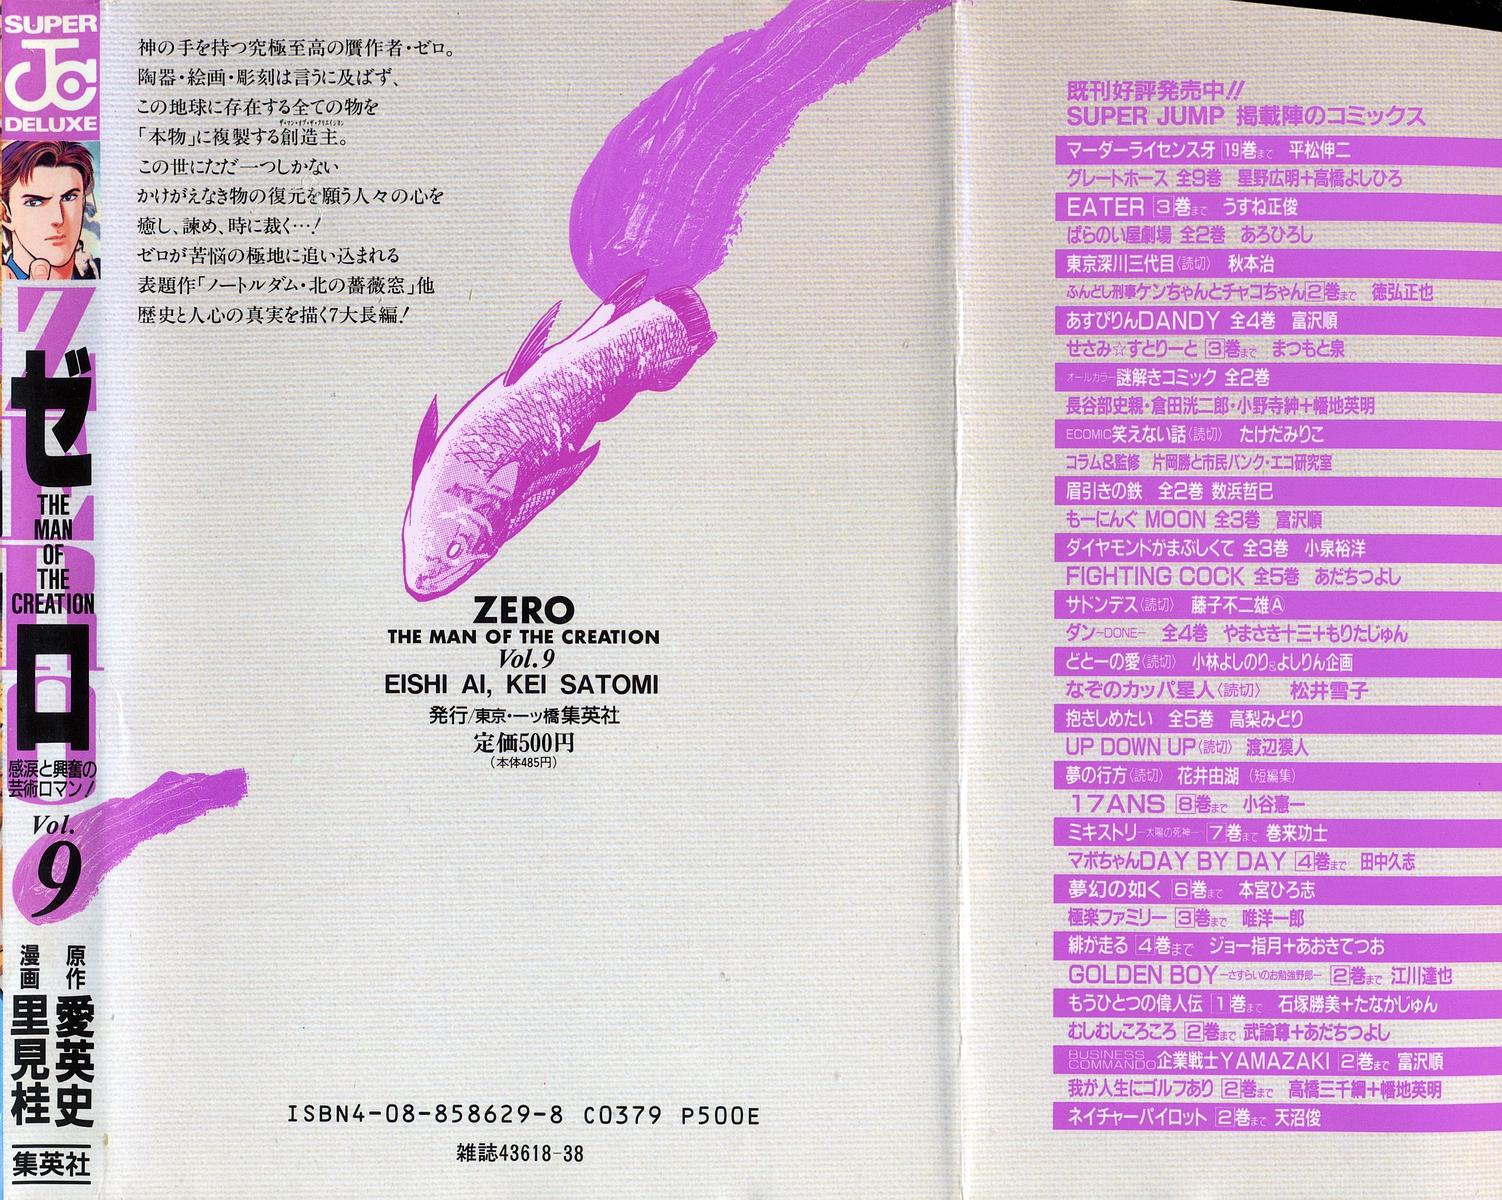 SUPER
JC
DELUXE
ZERO
ゼロ
THE
MAN
OF
THE
CREATION
感涙と興奮の
芸術ロマン!
Vol.
9
原作 愛英史
漫画 里見桂
集英社
神の手を持つ究極至高の贋作者・ゼロ。
陶器・絵画・彫刻は言うに及ばず、
この地球に存在する全ての物を
ザ・マン・オブ・ザ・クリエイション
「本物」に複製する創造主。
この世にただ一つしかない
かけがえなき物の復元を願う人々の心を
癒し、諫め、時に裁く…!
ゼロが苦悩の極地に追い込まれる
表題作「ノートルダム・北の薔薇窓」他
歴史と人心の真実を描く7大長編!
ZERO
THE MAN OF THE CREATION
Vol.9
EISHI AI, KEI SATOMI
発行/東京・一ッ橋集英社
定価500円
(本体485円)
ISBN4-08-858629-8 C0379 P500E
雑誌43618-38
既刊好評発売中!!
SUPER JUMP 掲載陣のコミックス
マーダーライセンス牙 19巻まで 平松伸二
グレートホース 全9巻 星野広明+高橋よしひろ
EATER 3巻まで うすね正俊
ばらのい屋劇場 全2巻 あろひろし
東京深川三代目〈読切〉 秋本治
ふんどし刑事ケンちゃんとチャコちゃん2巻まで 徳弘正也
あすぴりんDANDY 全4巻 富沢順
せさみ☆すとりーと 3巻まで まつもと泉
オールカラー謎解きコミック 全2巻
長谷部史親・倉田洸二郎・小野寺紳+幡地英明
ECOMIC笑えない話〈読切〉 たけだみりこ
コラム&監修 片岡勝と市民バンク・エコ研究室
眉引きの鉄 全2巻 数浜哲巳
もーにんぐ MOON 全3巻 富沢順
ダイヤモンドがまぶしくて 全3巻 小泉裕洋
FIGHTING COCK 全5巻 あだちつよし
サドンデス〈読切〉 藤子不二雄Ⓐ
ダン−DONE− 全4巻 やまさき十三+もりたじゅん
どとーの愛〈読切〉 小林よしのり&よしりん企画
なぞのカッパ星人〈読切〉 松井雪子
抱きしめたい 全5巻 高梨みどり
UP DOWN UP〈読切〉 渡辺獏人
夢の行方〈読切〉 花井由湖 (短編集)
17ANS 8巻まで 小谷憲一
ミキストリ−太陽の死神− 7巻まで 巻来功士
マボちゃんDAY BY DAY 4巻まで 田中久志
夢幻の如く 6巻まで 本宮ひろ志
極楽ファミリー 3巻まで 唯洋一郎
緋が走る 4巻まで ジョー指月+あおきてつお
GOLDEN BOY−さすらいのお勉強野郎− 2巻まで 江川達也
もうひとつの偉人伝 1巻まで 石塚勝美+たなかじゅん
むしむしころころ 2巻まで 武論尊+あだちつよし
BUSINESS COMMANDO企業戦士YAMAZAKI 2巻まで 富沢順
我が人生にゴルフあり 2巻まで 高橋三千綱+幡地英明
ネイチャーパイロット 2巻まで 天沼俊